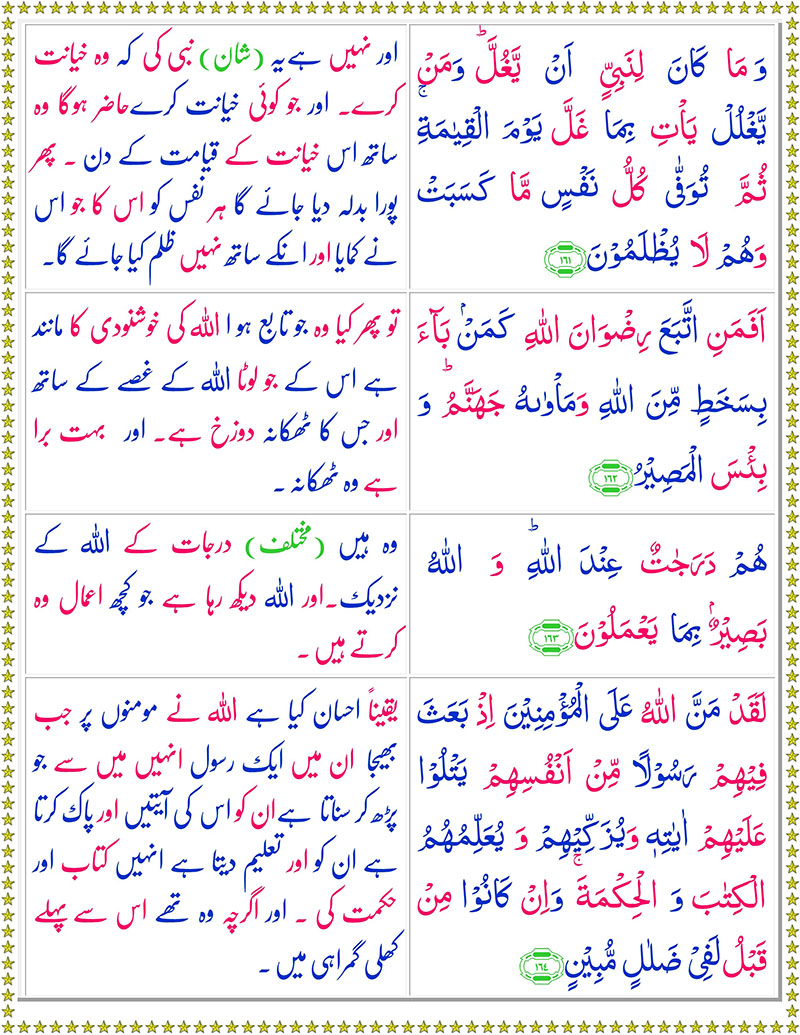 وَ مَا كَانَ لِنَبِيٍّ اَنْ يَّغُلَّ ؕ وَمَنْ
يَّغْلُلْ يَاْتِ بِمَا غَلَّ يَوْمَ الْقِيٰمَةِ ۚ
ثُمَّ تُوَفّٰى كُلُّ نَفْسٍ مَّا كَسَبَتْ
وَهُمْ لَا يُظْلَمُوْنَ ١٦١
اور نہیں ہے یہ (شان) نبی کی کہ وہ خیانت
کرے۔ اور جو کوئی خیانت کرے حاضر ہوگا وہ
ساتھ اس خیانت کے قیامت کے دن ۔ پھر
پورا بدلہ دیا جائے گا ہر نفس کو اس کا جو اس
نے کمایا اور انکے ساتھ نہیں ظلم کیا جائے گا۔
اَفَمَنِ اتَّبَعَ رِضْوَانَ اللّٰهِ كَمَنْۢ بَآءَ
بِسَخَطٍ مِّنَ اللّٰهِ وَمَاْوٰىهُ جَهَنَّمُ ؕ وَ
بِئْسَ الْمَصِيْرُ ١٦٢
تو پھر کیا وہ جو تابع ہوا اللہ کی خوشنودی کا مانند
ہے اس کے جو لوٹا اللہ کے غصے کے ساتھ
اور جس کا ٹھکانہ دوزخ ہے۔ اور بہت برا
ہے وہ ٹھکانہ ۔
هُمْ دَرَجٰتٌ عِنْدَ اللّٰهِ ؕ وَ اللّٰهُ
بَصِيْرٌۢ بِمَا يَعْمَلُوْنَ ١٦٣
وہ ہیں (مختلف) درجات کے اللہ کے
نزدیک۔اور اللہ دیکھ رہا ہے جو کچھ اعمال وہ
کرتے ہیں ۔
لَقَدْ مَنَّ اللّٰهُ عَلَى الْمُؤْمِنِيْنَ اِذْ بَعَثَ
فِيْهِمْ رَسُوْلًا مِّنْ اَنْفُسِهِمْ يَتْلُوْا
عَلَيْهِمْ اٰيٰتِهٖ وَيُزَكِّيْهِمْ وَ يُعَلِّمُهُمُ
الْكِتٰبَ وَ الْحِكْمَةَ ۚ وَاِنْ كَانُوْا مِنْ
قَبْلُ لَفِيْ ضَلٰلٍ مُّبِيْنٍ ١٦٤
یقیناً احسان کیا ہے اللہ نے مومنوں پر جب
بھیجا ان میں ایک رسول انہیں میں سے جو
پڑھ کر سناتا ہے ان کو اس کی آیتیں اور پاک کرتا
ہے ان کو اور تعلیم دیتا ہے انہیں کتاب اور
حکمت کی ۔ اور اگرچہ وہ تھے اس سے پہلے
کھلی گمراہی میں ۔